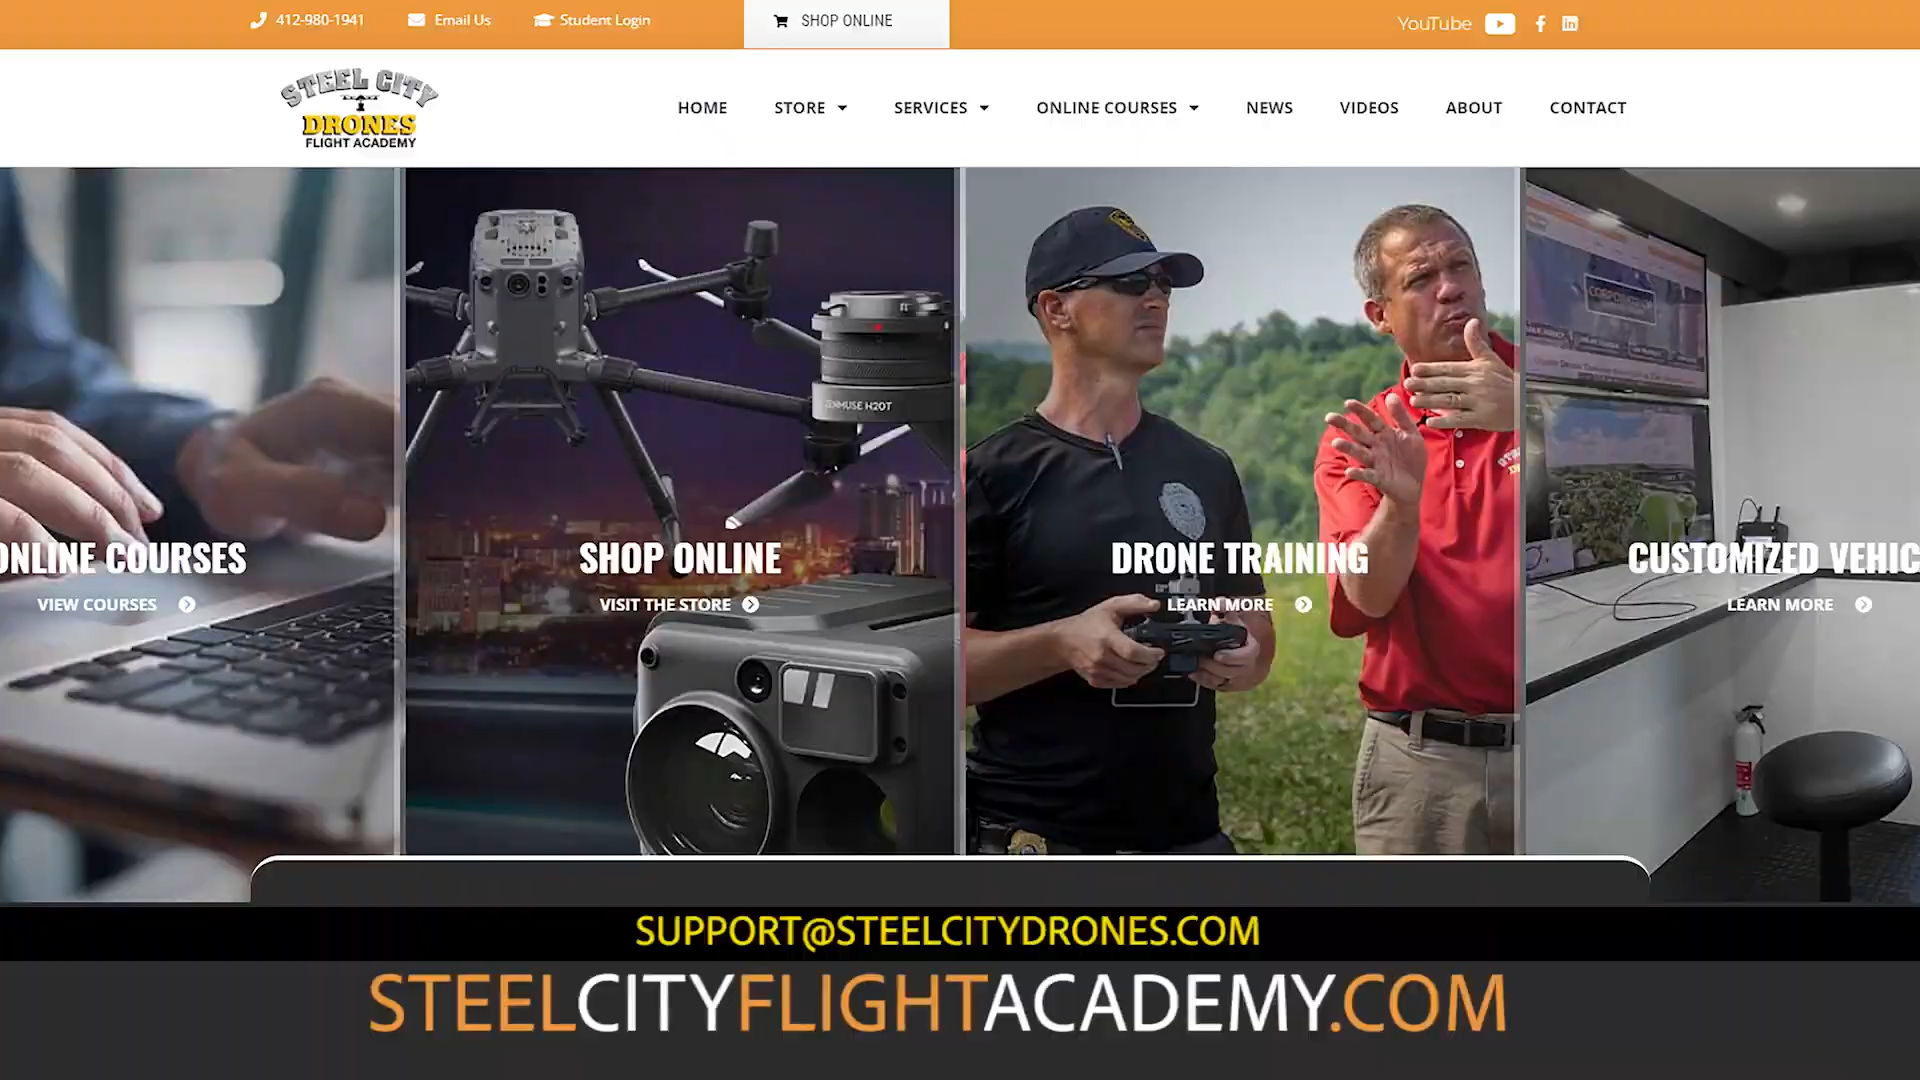 412-980-1941
Email Us
Student Login
SHOP ONLINE
YouTube
STEEL CITY
DRONES
FLIGHT ACADEMY
HOME
STORE
SERVICES
ONLINE COURSES
NEWS
VIDEOS
ABOUT
CONTACT
ZENMUSE H20T
ONLINE COURSES
VIEW COURSES
SHOP ONLINE
VISIT THE STORE
DRONE TRAINING
LEARN MORE
CUSTOMIZED VEHIC
LEARN MORE
SUPPORT@STEELCITYDRONES.COM
STEELCITYFLIGHTACADEMY.COM